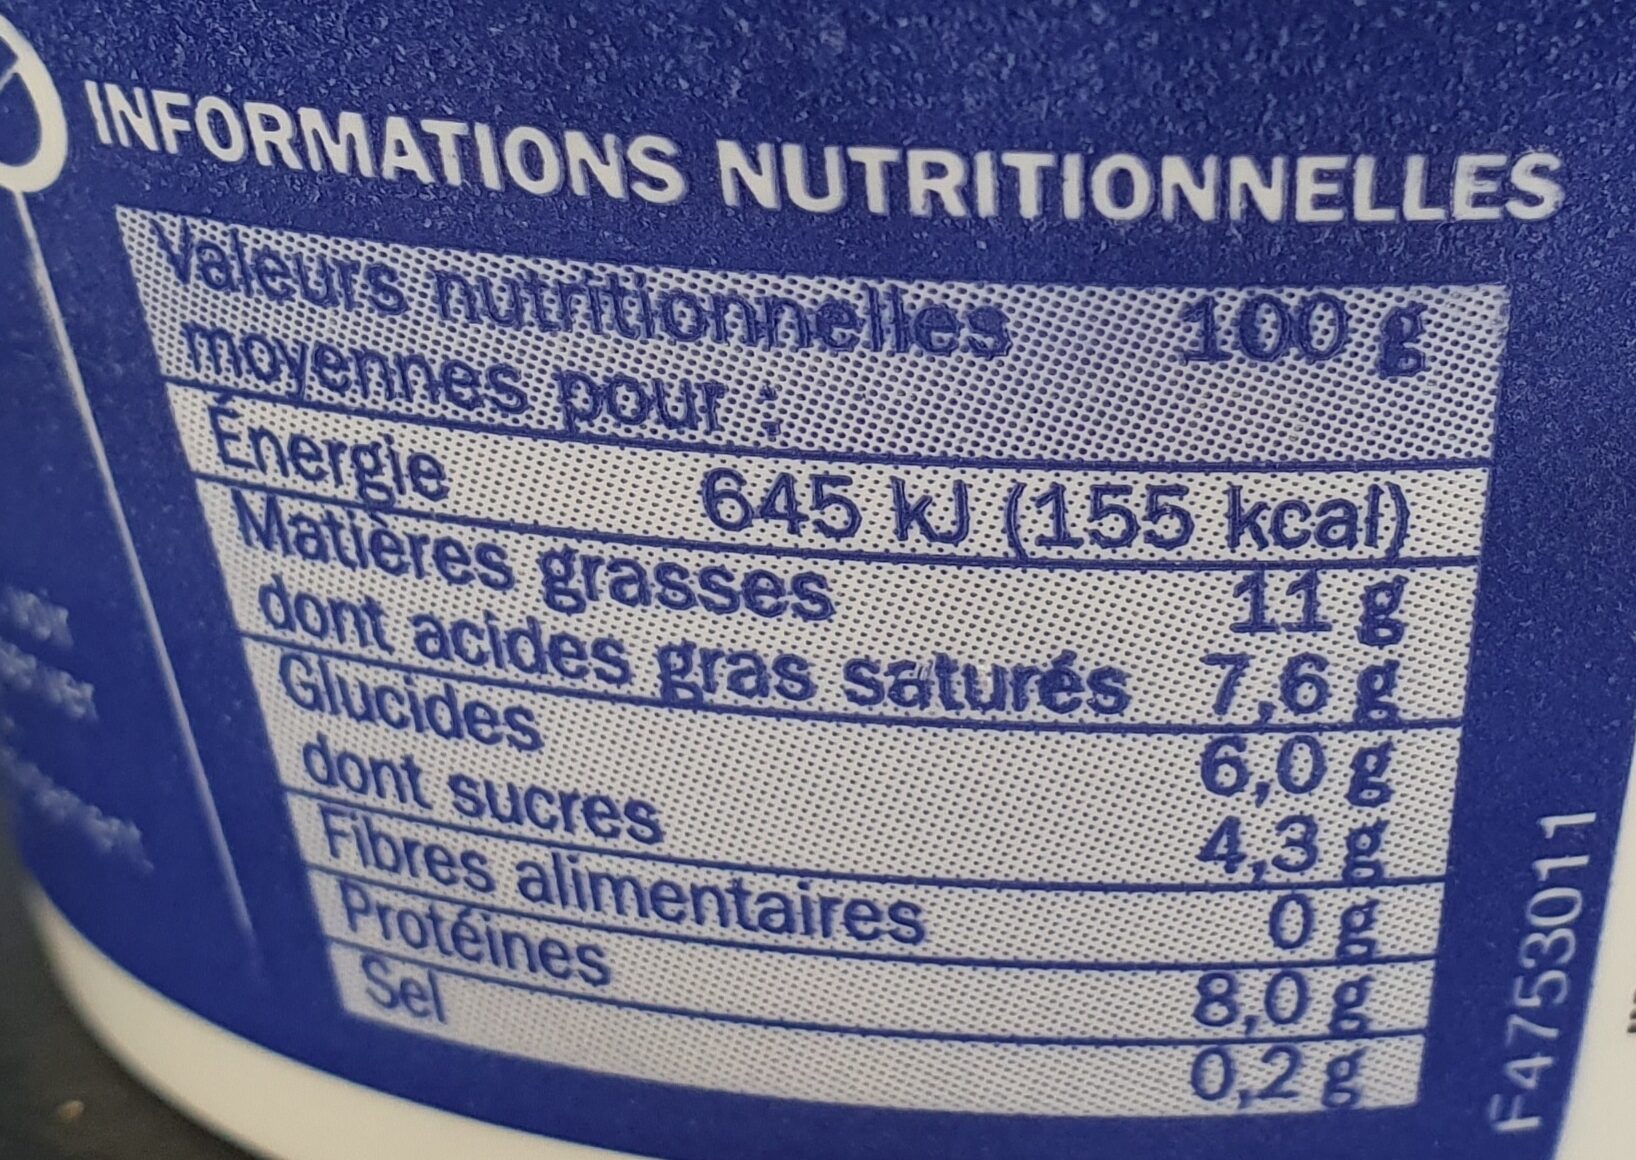 INFORMATIONS NUTRITIONNELLES
Valeurs nutritionnelles 100 g
moyennes pour :
Énergie 645 kJ (155 kcal)
Matières grasses 11 g
dont acides gras saturés 7,6 g
Glucides 6,0 g
dont sucres 4,3 g
Fibres alimentaires 0 g
Protéines 8,0 g
Sel 0,2 g
F4753011